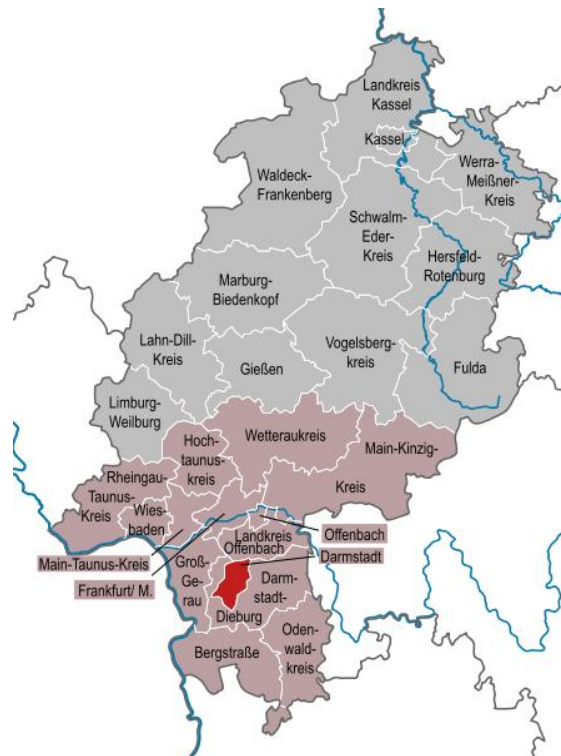 Landkreis
Kassel
Kassel
Werra-
Meißner-
Kreis
Waldeck-
Frankenberg
Schwalm-
Eder-
Kreis
Hersfeld-
Rotenburg
Marburg-
Biedenkopf
Lahn-Dill-
Kreis
Vogelsberg-
kreis
Gießen
Fulda
Limburg-
Weilburg
Wetteraukreis
Hoch-
taunus-
kreis
Main-Kinzig-
Kreis
Rheingau-
Taunus-
Kreis
Wies-
baden
Offenbach
Landkreis
Offenbach
Darmstadt
Main-Taunus-Kreis
Frankfurt/ M.
Groß-
Gerau
Darm-
stadt-
Dieburg
Oden-
wald-
kreis
Bergstraße